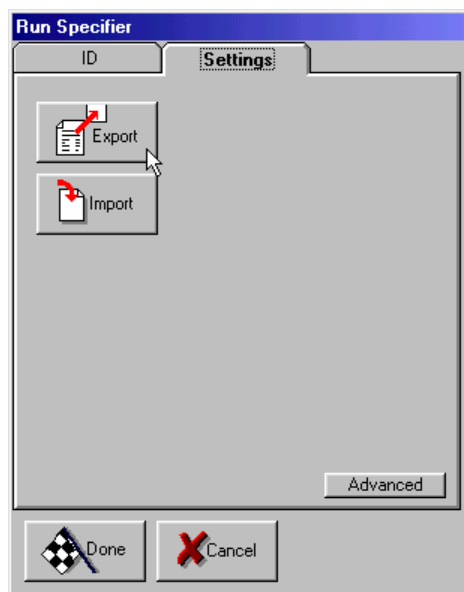 Run Specifier
ID Settings
Export
Import
Advanced
Done Cancel